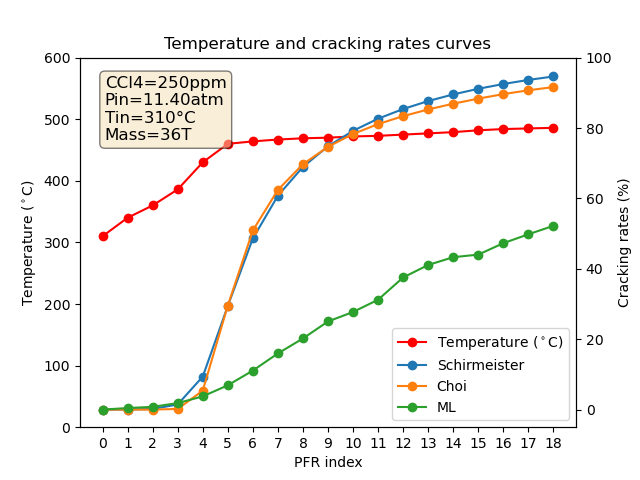 Temperature and cracking rates curves
CCl4=250ppm
Pin=11.40atm
Tin=310°C
Mass=36T
600
500
400
300
200
100
0
Temperature (°C)
100
80
60
40
20
0
Cracking rates (%)
Temperature (°C)
Schirmeister
Choi
ML
0 1 2 3 4 5 6 7 8 9 10 11 12 13 14 15 16 17 18
PFR index